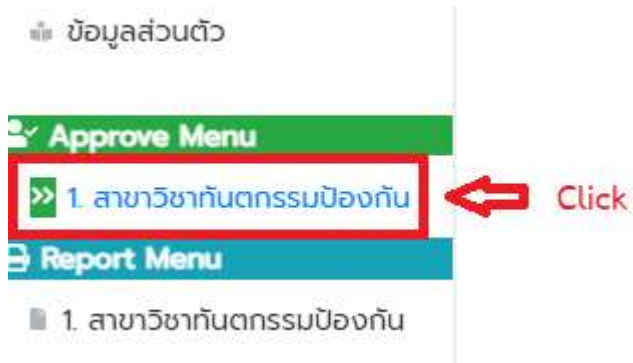 ข้อมูลส่วนตัว
Approve Menu
1. สาขาวิชาทันตกรรมป้องกัน Click
Report Menu
1. สาขาวิชาทันตกรรมป้องกัน